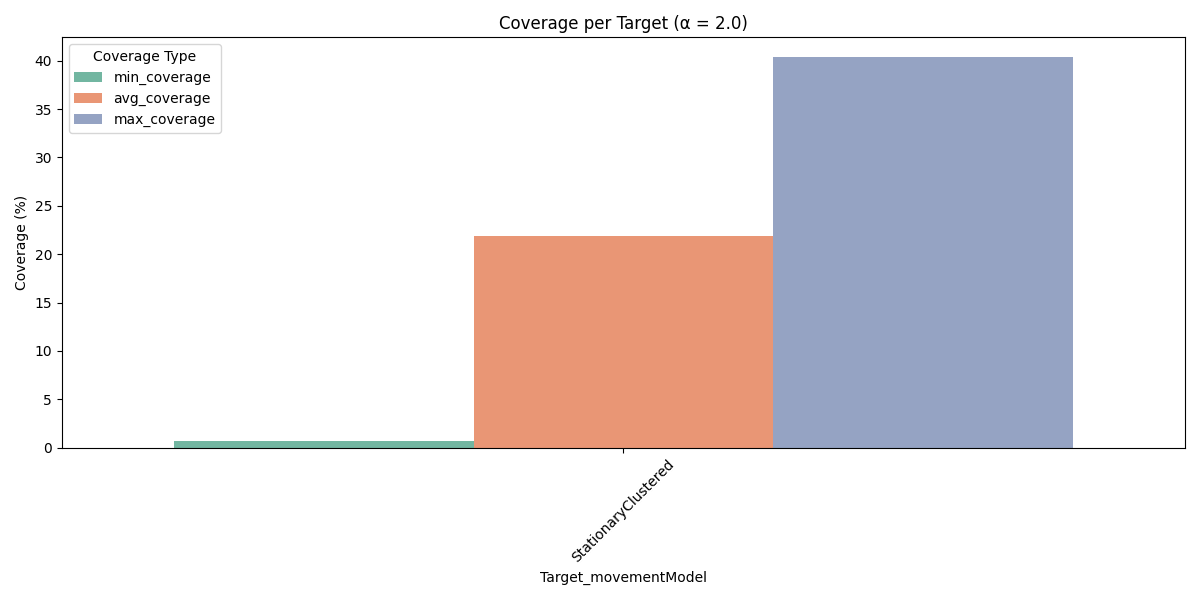 Coverage per Target (α = 2.0)
Coverage Type
min_coverage
avg_coverage
max_coverage
Coverage (%)
40
35
30
25
20
15
10
5
0
StationaryClustered
Target_movementModel